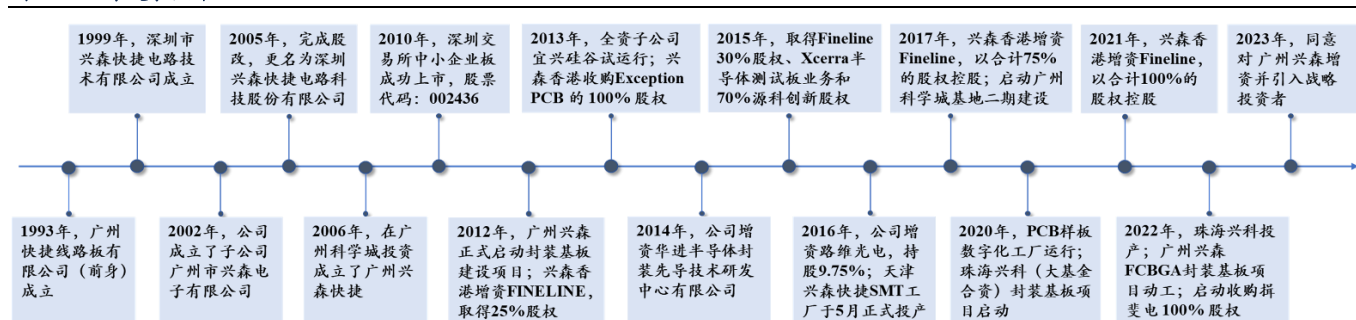 1999年，深圳市
兴森快捷电路技
术有限公司成立
2005年，完成股
改，更名为深圳
兴森快捷电路科
技股份有限公司
2010年，深圳交
易所中小企业板
成功上市，股票
代码：002436
2013年，全资子公司
宜兴硅谷试运行；兴
森香港收购Exception
PCB 的 100% 股权
2015年，取得Fineline
30%股权、Xcerra半
导体测试板业务和
70%源科创新股权
2017年，兴森香港增资
Fineline，以合计75%
的股权控股；启动广州
科学城基地二期建设
2021年，兴森香
港增资Fineline，
以合计100%的
股权控股
2023年，同意
对广州兴森增
资并引入战略
投资者
1993年，广州
快捷线路板有
限公司（前身）
成立
2002年，公司
成立了子公司
广州市兴森电
子有限公司
2006年，在广
州科学城投资
成立了广州兴
森快捷
2012年，广州兴森
正式启动封装基板
建设项目；兴森香
港增资FINELINE，
取得25%股权
2014年，公司增
资华进半导体封
装先导技术研发
中心有限公司
2016年，公司增
资路维光电，持
股9.75%；天津
兴森快捷SMT工
厂于5月正式投产
2020年，PCB样板
数字化工厂运行；
珠海兴科（大基金
合资）封装基板项
目启动
2022年，珠海兴科投
产；广州兴森
FCBGA封装基板项
目动工；启动收购揖
斐电 100% 股权